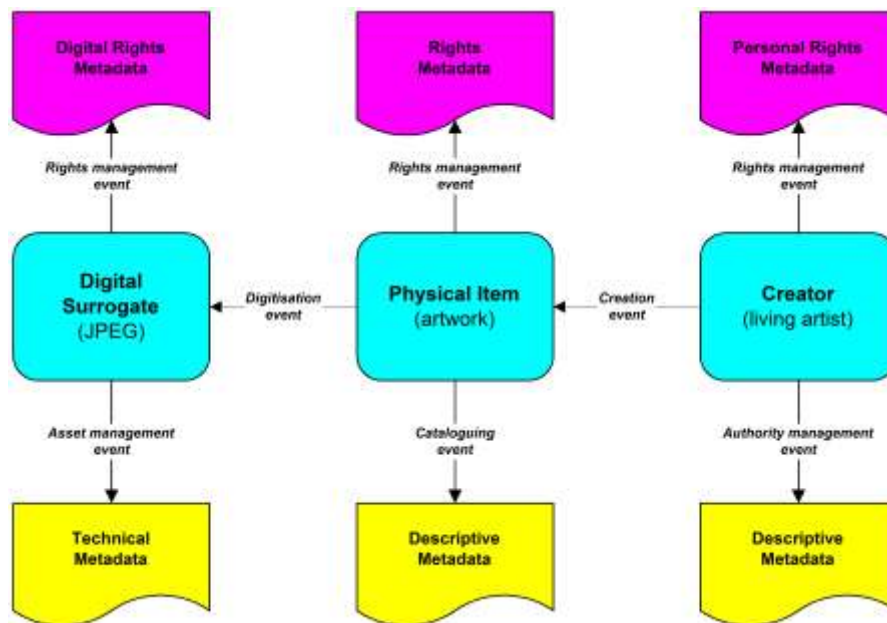 Digital Rights
Metadata
Rights
Metadata
Personal Rights
Metadata
Rights management
event
Rights management
event
Rights management
event
Digital
Surrogate
(JPEG)
Digitisation
event
Physical Item
(artwork)
Creation
event
Creator
(living artist)
Asset management
event
Cataloguing
event
Authority management
event
Technical
Metadata
Descriptive
Metadata
Descriptive
Metadata